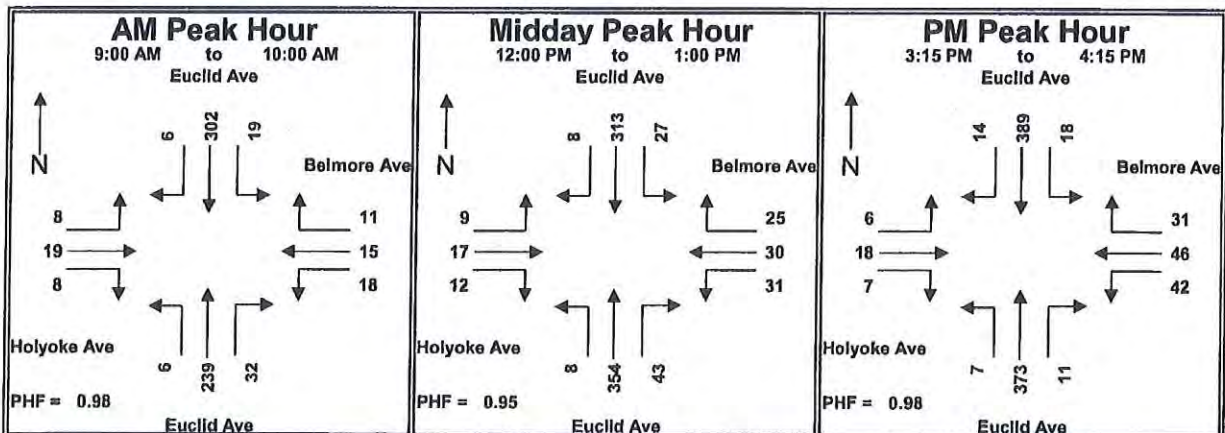 AM Peak Hour
9:00 AM to 10:00 AM
Euclid Ave
N
6 302 19
Belmore Ave
8 11
19 15
8 18
Holyoke Ave
6 239 32
PHF = 0.98
Euclid Ave
Midday Peak Hour
12:00 PM to 1:00 PM
Euclid Ave
N
8 313 27
Belmore Ave
9 25
17 30
12 31
Holyoke Ave
8 354 43
PHF = 0.95
Euclid Ave
PM Peak Hour
3:15 PM to 4:15 PM
Euclid Ave
N
14 389 18
Belmore Ave
6 31
18 46
7 42
Holyoke Ave
7 373 11
PHF = 0.98
Euclid Ave